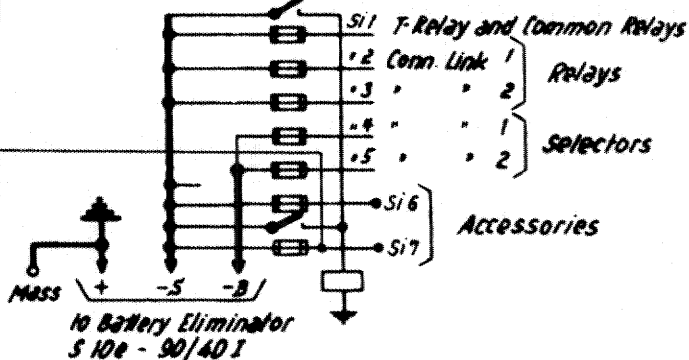 Si1 T-Relay and Common Relays
" 2 Conn. Link 1
" 3 " " 2
Relays
" 4 " " 1
" 5 " " 2
Selectors
Si6
Si7
Accessories
Mass + -S -B
to Battery Eliminator
S 10e - 90/40 I